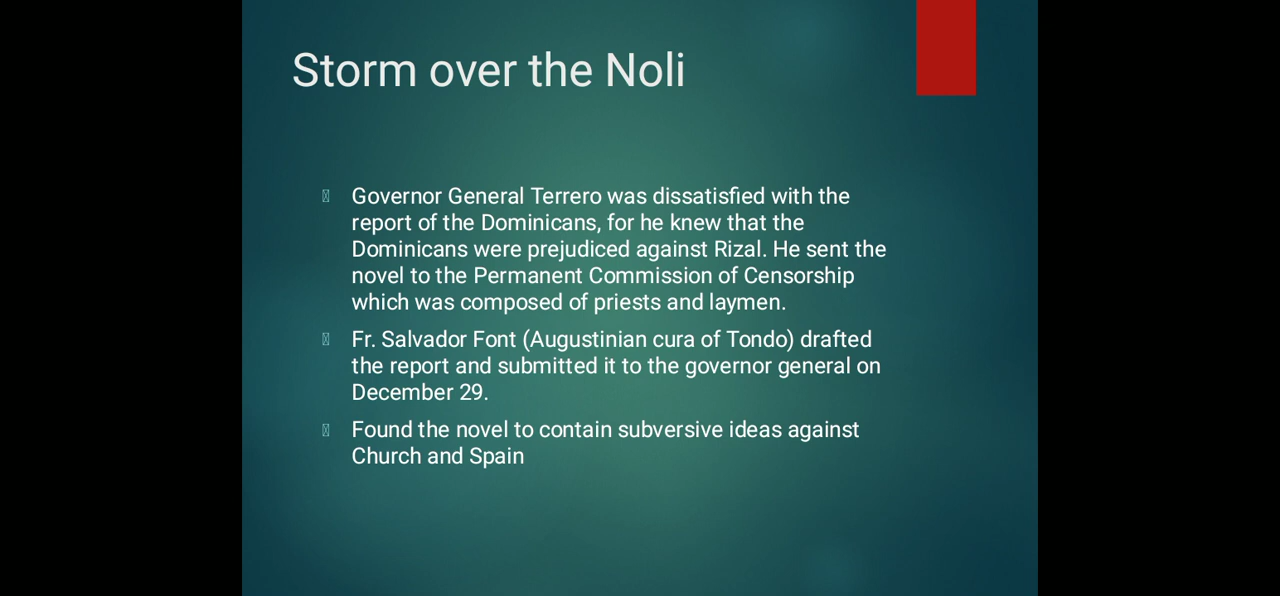 Storm over the Noli
Governor General Terrero was dissatisfied with the
report of the Dominicans, for he knew that the
Dominicans were prejudiced against Rizal. He sent the
novel to the Permanent Commission of Censorship
which was composed of priests and laymen.
Fr. Salvador Font (Augustinian cura of Tondo) drafted
the report and submitted it to the governor general on
December 29.
Found the novel to contain subversive ideas against
Church and Spain